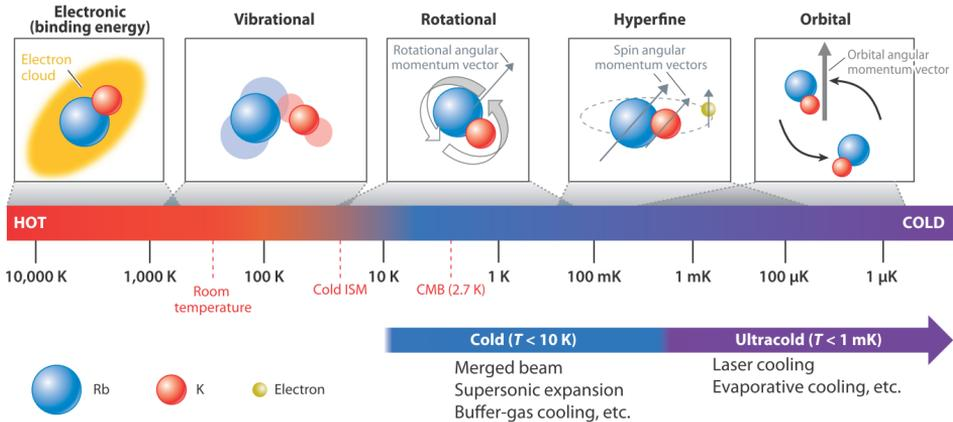 Electronic
(binding energy)
Vibrational
Rotational
Hyperfine
Orbital
Electron
cloud
Rotational angular
momentum vector
Spin angular
momentum vectors
Orbital angular
momentum vector
HOT
COLD
10,000 K
1,000 K
100 K
10 K
1 K
100 mK
1 mK
100 µK
1 µK
Room
temperature
Cold ISM
CMB (2.7 K)
Cold (T < 10 K)
Ultracold (T < 1 mK)
Merged beam
Supersonic expansion
Buffer-gas cooling, etc.
Laser cooling
Evaporative cooling, etc.
Rb
K
Electron